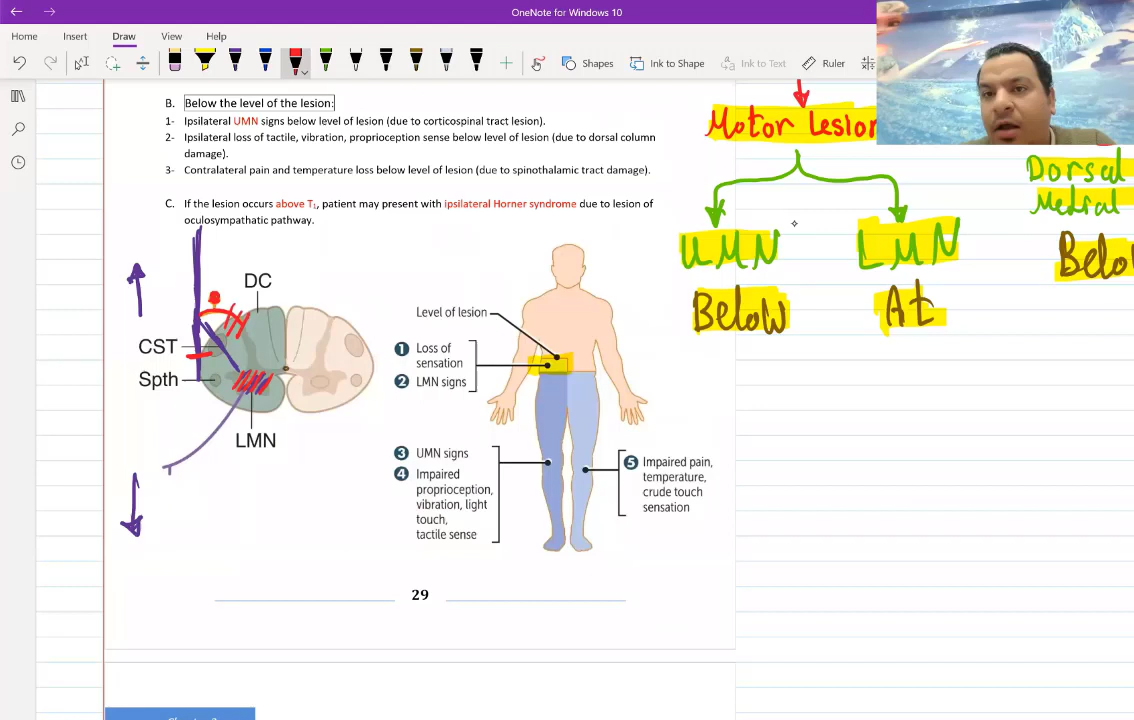 OneNote for Windows 10
Home Insert Draw View Help
Shapes Ink to Shape Ink to Text Ruler
B. Below the level of the lesion:
1- Ipsilateral UMN signs below level of lesion (due to corticospinal tract lesion).
2- Ipsilateral loss of tactile, vibration, proprioception sense below level of lesion (due to dorsal column
damage).
3- Contralateral pain and temperature loss below level of lesion (due to spinothalamic tract damage).
C. If the lesion occurs above T1, patient may present with ipsilateral Horner syndrome due to lesion of
oculosympathetic pathway.
DC
CST
Spth
LMN
Level of lesion
1 Loss of
sensation
2 LMN signs
3 UMN signs
4 Impaired
proprioception,
vibration, light
touch,
tactile sense
5 Impaired pain,
temperature,
crude touch
sensation
29
Motor Lesion
UMN LMN
Below At
Dorsal
Medial
Below